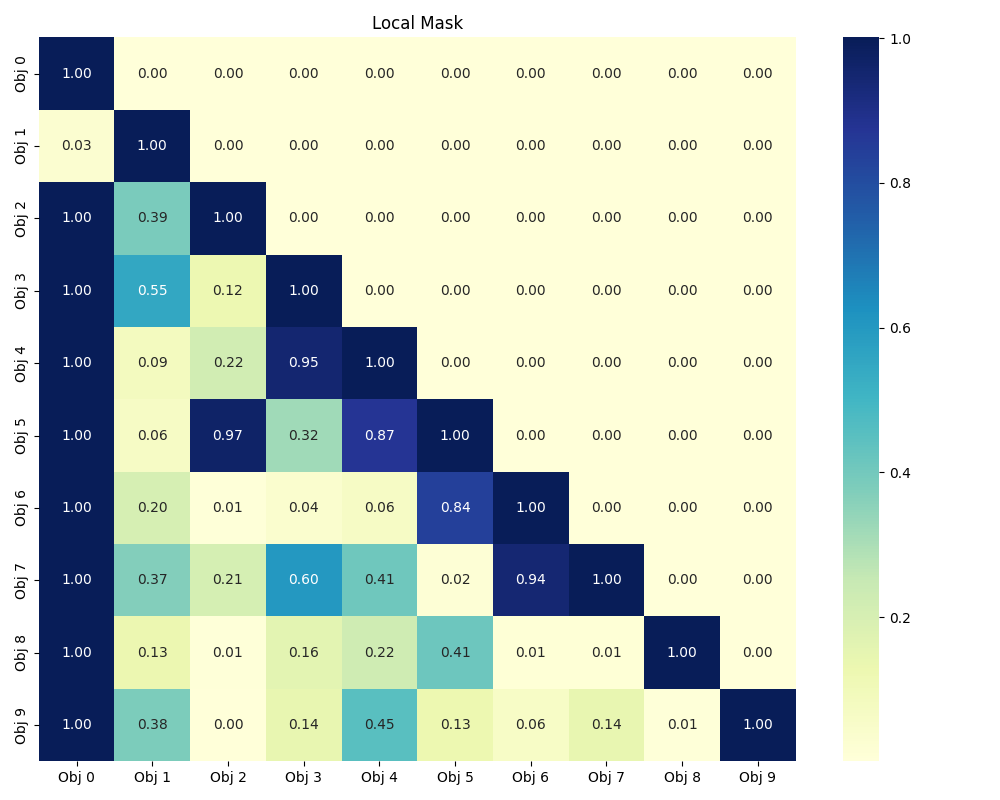 Local Mask
Obj 0 1.00 0.00 0.00 0.00 0.00 0.00 0.00 0.00 0.00 0.00
Obj 1 0.03 1.00 0.00 0.00 0.00 0.00 0.00 0.00 0.00 0.00
Obj 2 1.00 0.39 1.00 0.00 0.00 0.00 0.00 0.00 0.00 0.00
Obj 3 1.00 0.55 0.12 1.00 0.00 0.00 0.00 0.00 0.00 0.00
Obj 4 1.00 0.09 0.22 0.95 1.00 0.00 0.00 0.00 0.00 0.00
Obj 5 1.00 0.06 0.97 0.32 0.87 1.00 0.00 0.00 0.00 0.00
Obj 6 1.00 0.20 0.01 0.04 0.06 0.84 1.00 0.00 0.00 0.00
Obj 7 1.00 0.37 0.21 0.60 0.41 0.02 0.94 1.00 0.00 0.00
Obj 8 1.00 0.13 0.01 0.16 0.22 0.41 0.01 0.01 1.00 0.00
Obj 9 1.00 0.38 0.00 0.14 0.45 0.13 0.06 0.14 0.01 1.00
Obj 0 Obj 1 Obj 2 Obj 3 Obj 4 Obj 5 Obj 6 Obj 7 Obj 8 Obj 9
1.0
0.8
0.6
0.4
0.2